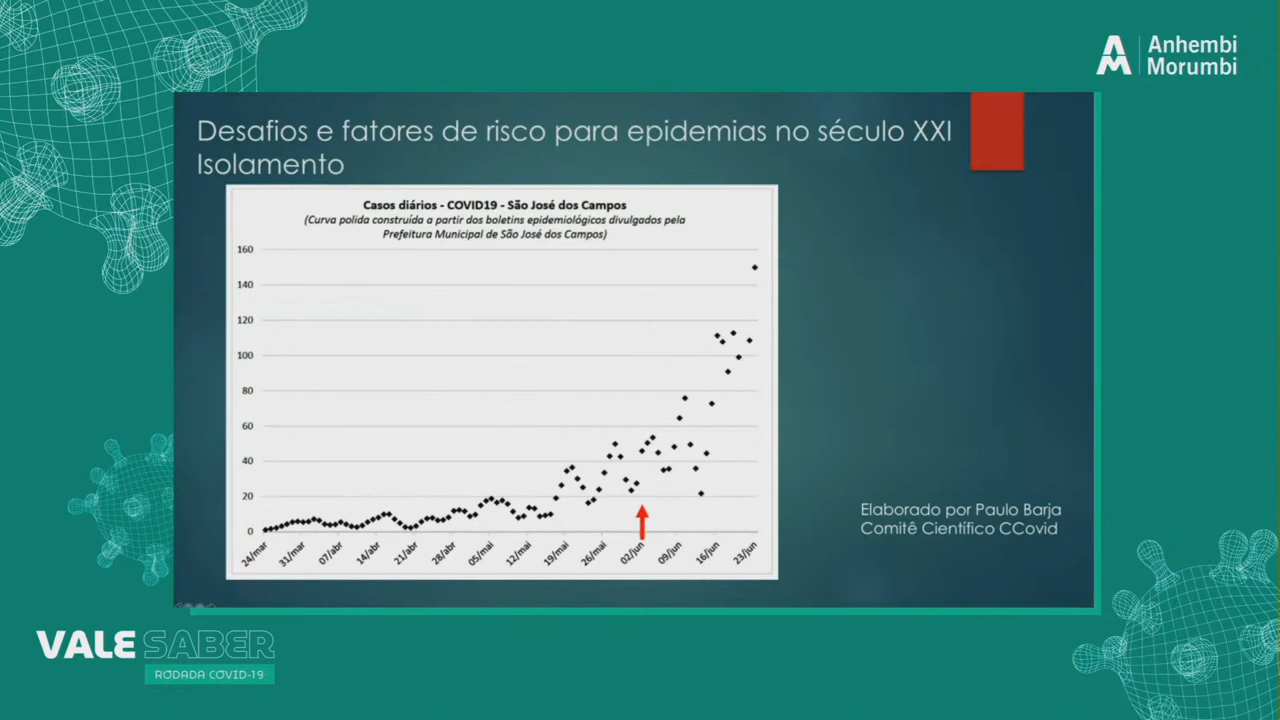 Anhembi
Morumbi
Desafios e fatores de risco para epidemias no século XXI
Isolamento
Casos diários - COVID19 - São José dos Campos
(Curva polida construída a partir dos boletins epidemiológicos divulgados pela
Prefeitura Municipal de São José dos Campos)
160
140
120
100
80
60
40
20
0
24/mar 31/mar 07/abr 14/abr 21/abr 28/abr 05/mai 12/mai 19/mai 26/mai 02/jun 09/jun 16/jun 23/jun
Elaborado por Paulo Barja
Comitê Científico CCovid
VALE SABER
RODADA COVID-19